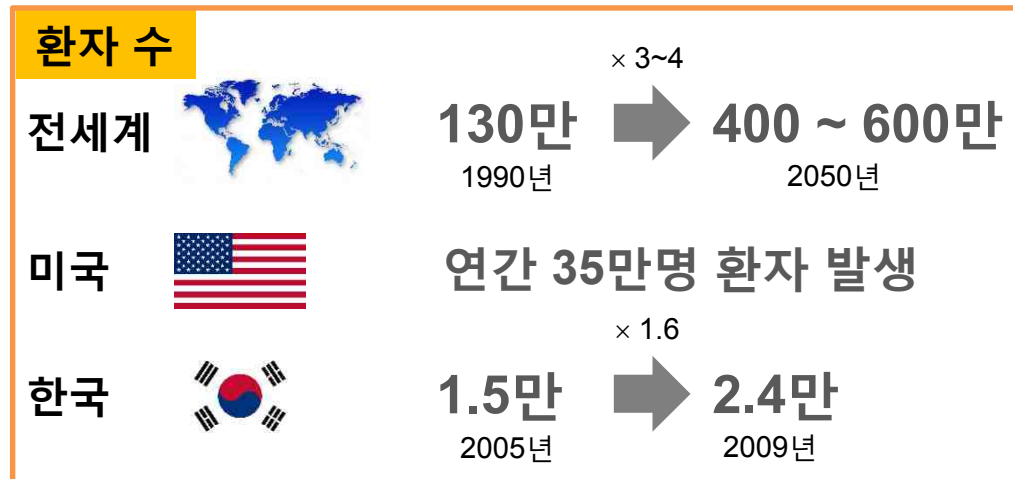 환자 수
× 3~4
전세계 130만 400 ~ 600만
1990년 2050년
미국 연간 35만명 환자 발생
× 1.6
한국 1.5만 2.4만
2005년 2009년